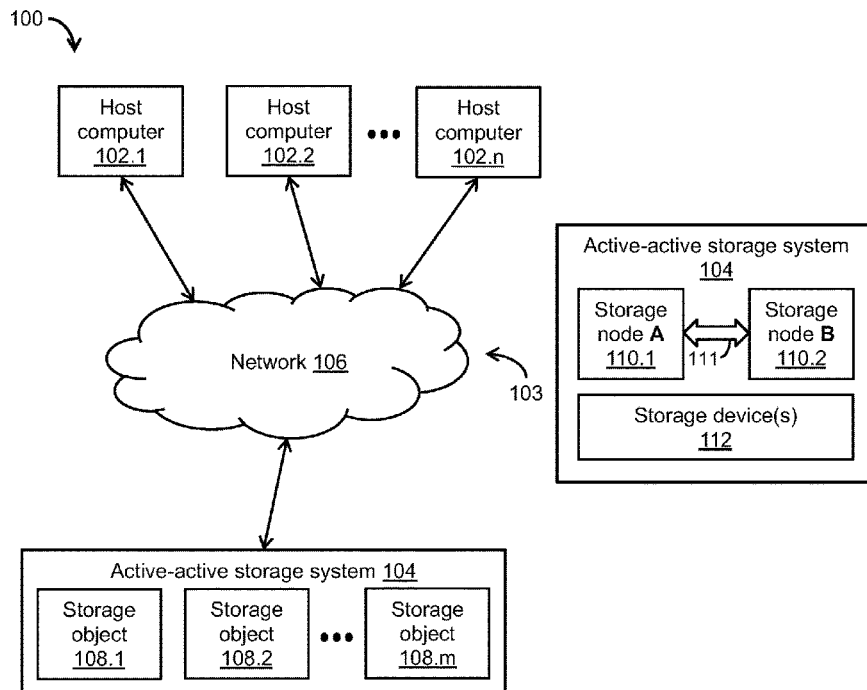 100
Host
computer
102.1
Host
computer
102.2
Host
computer
102.n
Network 106
103
Active-active storage system
104
Storage
node A
110.1
111
Storage
node B
110.2
Storage device(s)
112
Active-active storage system 104
Storage
object
108.1
Storage
object
108.2
Storage
object
108.m